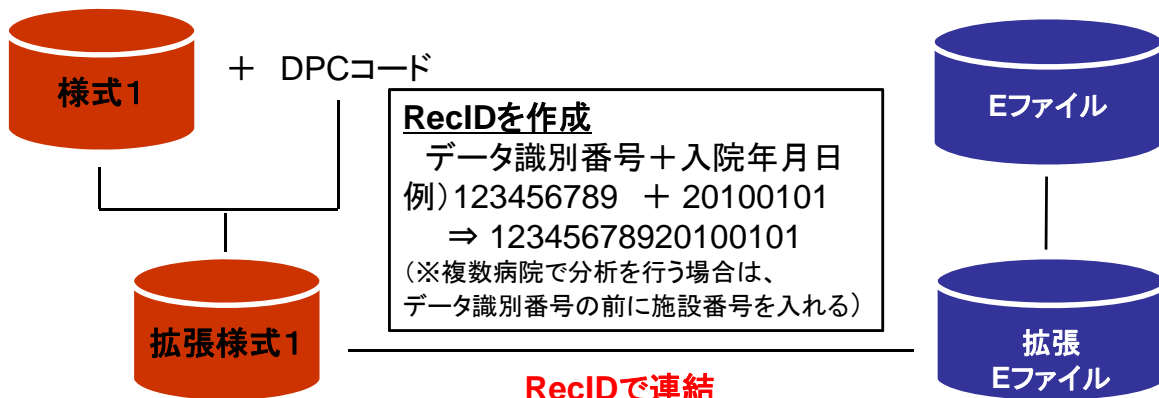 様式1
＋ DPCコード
RecIDを作成
データ識別番号＋入院年月日
例）123456789 ＋ 20100101
⇒ 12345678920100101
（※複数病院で分析を行う場合は、
データ識別番号の前に施設番号を入れる）
Eファイル
拡張様式１
拡張
Eファイル
RecIDで連結